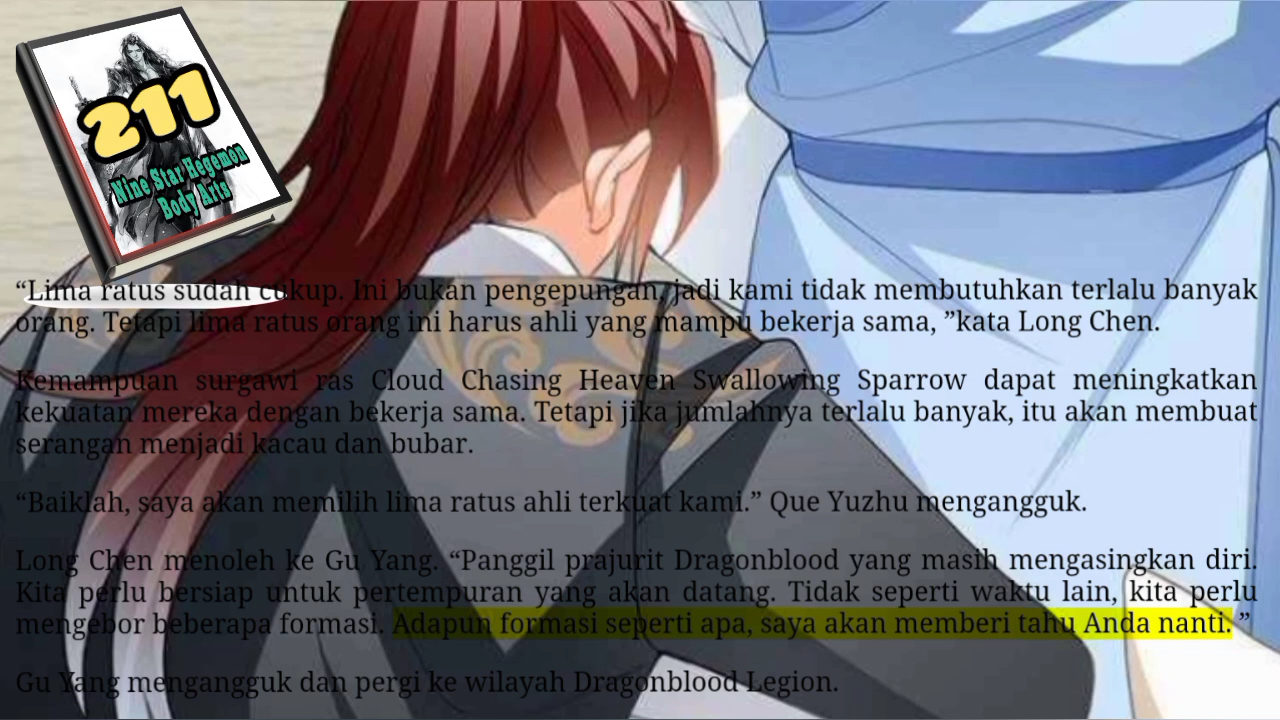 211
Nine Star Hegemon
Body Arts
“Lima ratus sudah cukup. Ini bukan pengepungan, jadi kami tidak membutuhkan terlalu banyak
orang. Tetapi lima ratus orang ini harus ahli yang mampu bekerja sama, ”kata Long Chen.
Kemampuan surgawi ras Cloud Chasing Heaven Swallowing Sparrow dapat meningkatkan
kekuatan mereka dengan bekerja sama. Tetapi jika jumlahnya terlalu banyak, itu akan membuat
serangan menjadi kacau dan bubar.
“Baiklah, saya akan memilih lima ratus ahli terkuat kami.” Que Yuzhu mengangguk.
Long Chen menoleh ke Gu Yang. “Panggil prajurit Dragonblood yang masih mengasingkan diri.
Kita perlu bersiap untuk pertempuran yang akan datang. Tidak seperti waktu lain, kita perlu
mengebor beberapa formasi. Adapun formasi seperti apa, saya akan memberi tahu Anda nanti. ”
Gu Yang mengangguk dan pergi ke wilayah Dragonblood Legion.